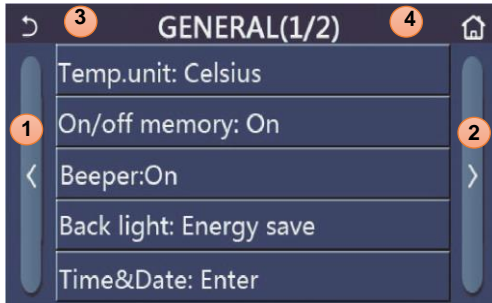 3 GENERAL(1/2) 4
Temp.unit: Celsius
1 On/off memory: On 2
Beeper:On
Back light: Energy save
Time&Date: Enter